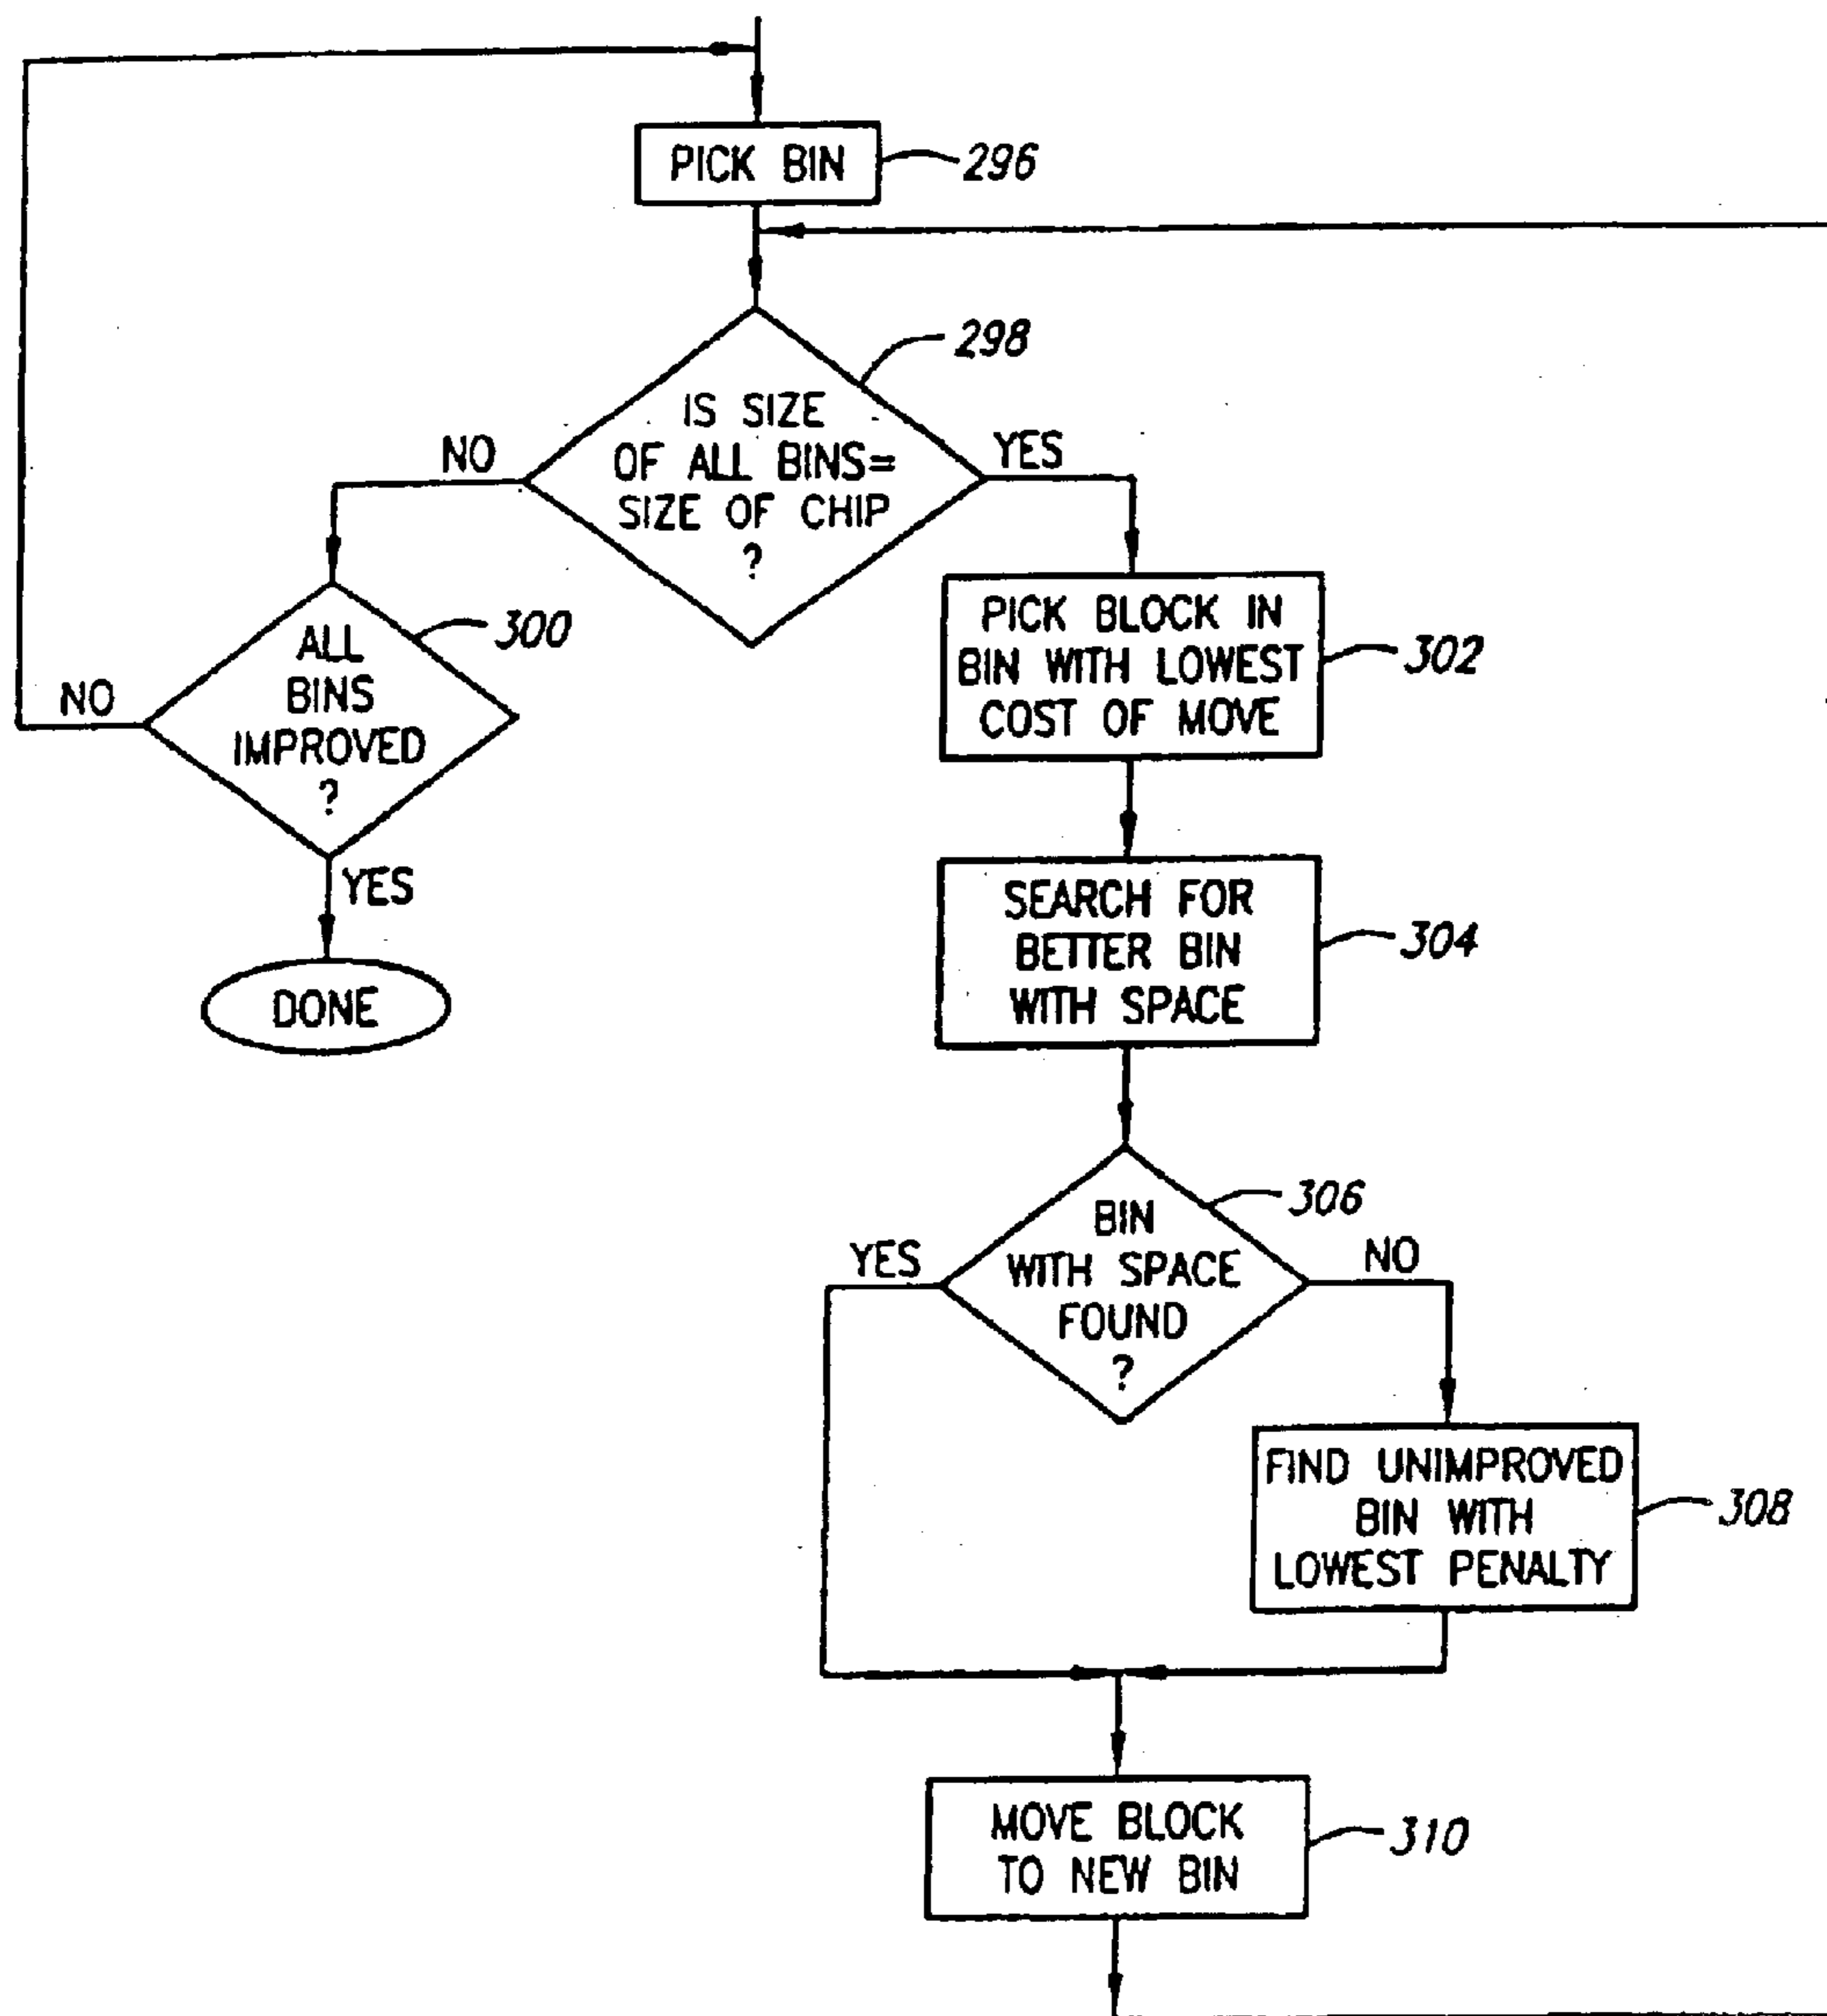 PICK BIN
296
298
IS SIZE
OF ALL BINS=
SIZE OF CHIP
?
NO
YES
300
ALL
BINS
IMPROVED
?
NO
YES
DONE
PICK BLOCK IN
BIN WITH LOWEST
COST OF MOVE
302
SEARCH FOR
BETTER BIN
WITH SPACE
304
306
BIN
WITH SPACE
FOUND
?
YES
NO
FIND UNIMPROVED
BIN WITH
LOWEST PENALTY
308
MOVE BLOCK
TO NEW BIN
310